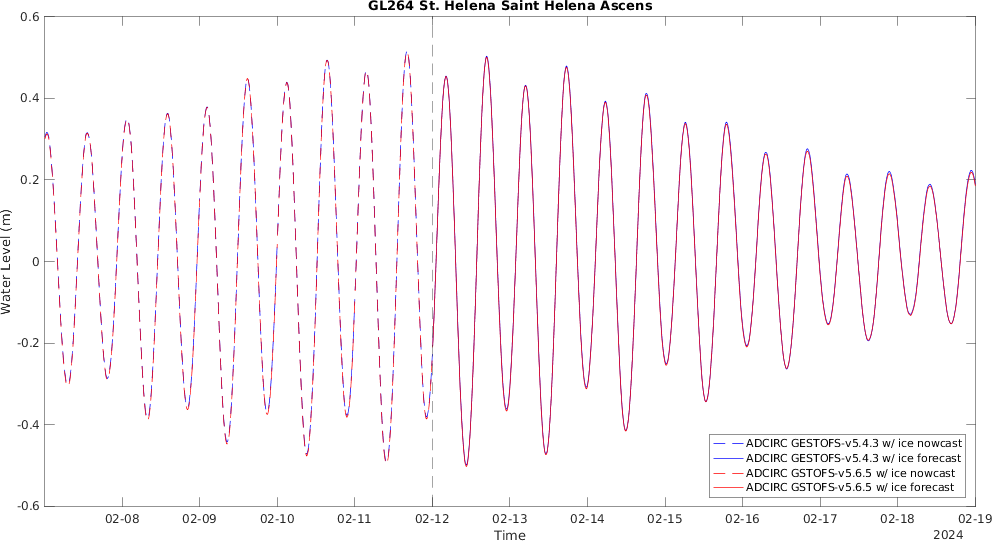 GL264 St. Helena Saint Helena Ascens
Water Level (m)
0.6
0.4
0.2
0
-0.2
-0.4
-0.6
ADCIRC GESTOFS-v5.4.3 w/ ice nowcast
ADCIRC GESTOFS-v5.4.3 w/ ice forecast
ADCIRC GSTOFS-v5.6.5 w/ ice nowcast
ADCIRC GSTOFS-v5.6.5 w/ ice forecast
02-08 02-09 02-10 02-11 02-12 02-13 02-14 02-15 02-16 02-17 02-18 02-19
Time
2024